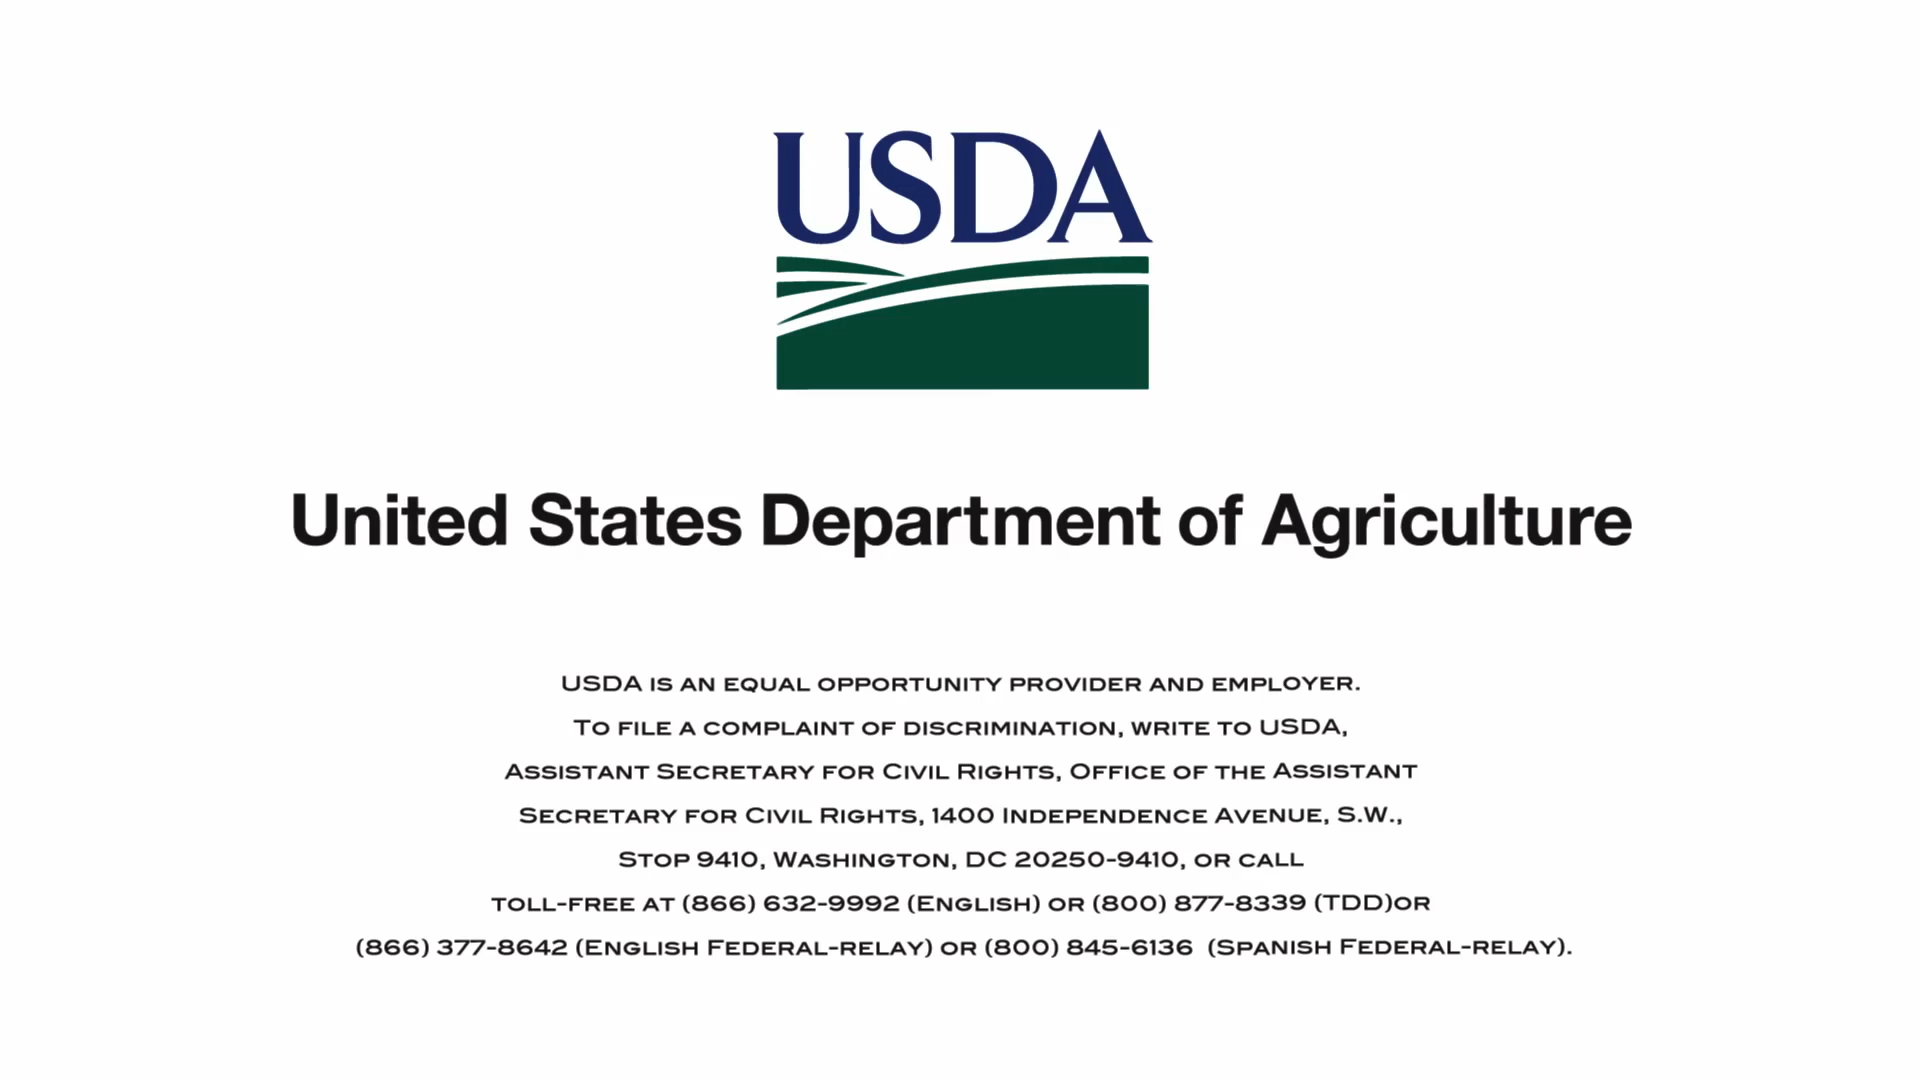 USDA
United States Department of Agriculture
USDA is an equal opportunity provider and employer.
To file a complaint of discrimination, write to USDA,
Assistant Secretary for Civil Rights, Office of the Assistant
Secretary for Civil Rights, 1400 Independence Avenue, S.W.,
Stop 9410, Washington, DC 20250-9410, or call
toll-free at (866) 632-9992 (English) or (800) 877-8339 (TDD)or
(866) 377-8642 (English Federal-relay) or (800) 845-6136 (Spanish Federal-relay).